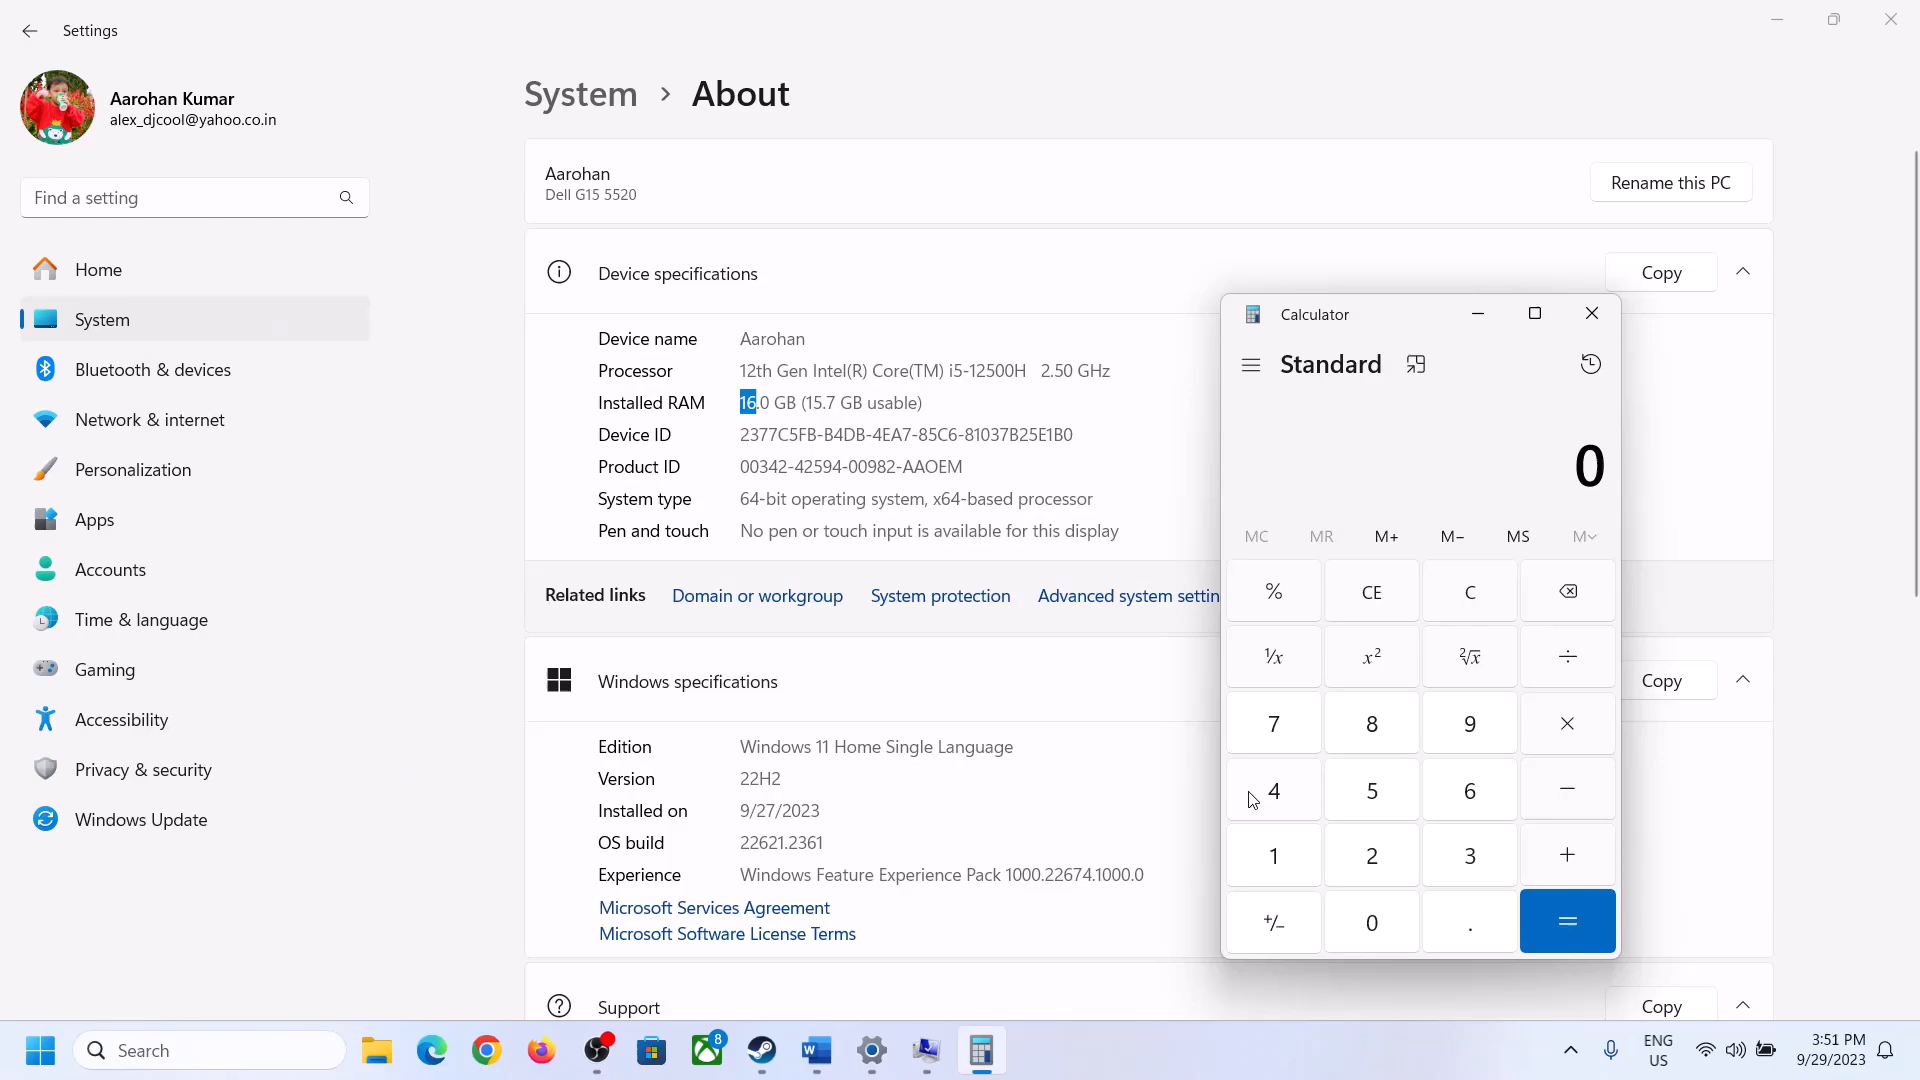 Settings
Aarohan Kumar
alex_djcool@yahoo.co.in
Find a setting
Home
System
Bluetooth & devices
Network & internet
Personalization
Apps
Accounts
Time & language
Gaming
Accessibility
Privacy & security
Windows Update
System > About
Aarohan
Dell G15 5520
Rename this PC
Device specifications
Copy
Device name Aarohan
Processor 12th Gen Intel(R) Core(TM) i5-12500H 2.50 GHz
Installed RAM 16.0 GB (15.7 GB usable)
Device ID 2377C5FB-B4DB-4EA7-85C6-81037B25E1B0
Product ID 00342-42594-00982-AAOEM
System type 64-bit operating system, x64-based processor
Pen and touch No pen or touch input is available for this display
Related links Domain or workgroup System protection Advanced system settin
Windows specifications
Copy
Edition Windows 11 Home Single Language
Version 22H2
Installed on 9/27/2023
OS build 22621.2361
Experience Windows Feature Experience Pack 1000.22674.1000.0
Microsoft Services Agreement
Microsoft Software License Terms
Support
Copy
Calculator
Standard
0
MC MR M+ M− MS M
% CE C
¹/x x² ²√x ÷
7 8 9 ×
4 5 6 −
1 2 3 +
+/− 0 . =
Search
8
W
ENG
US
3:51 PM
9/29/2023